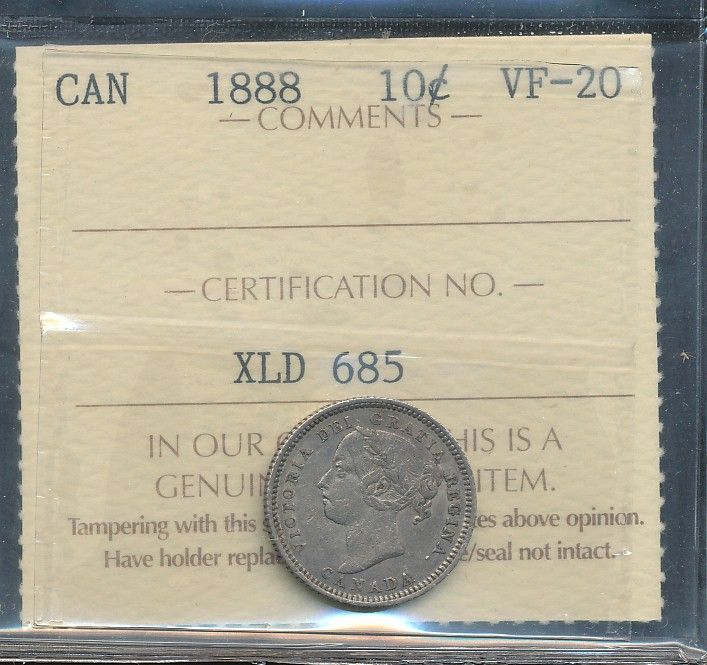 CAN 1888 10¢ VF-20
— COMMENTS —
— CERTIFICATION NO. —
XLD 685
IN OUR HIS IS A
GENUI ITEM.
Tampering with this s es above opinion.
Have holder repla e/seal not intact.
VICTORIA DEI GRATIA REGINA.
CANADA